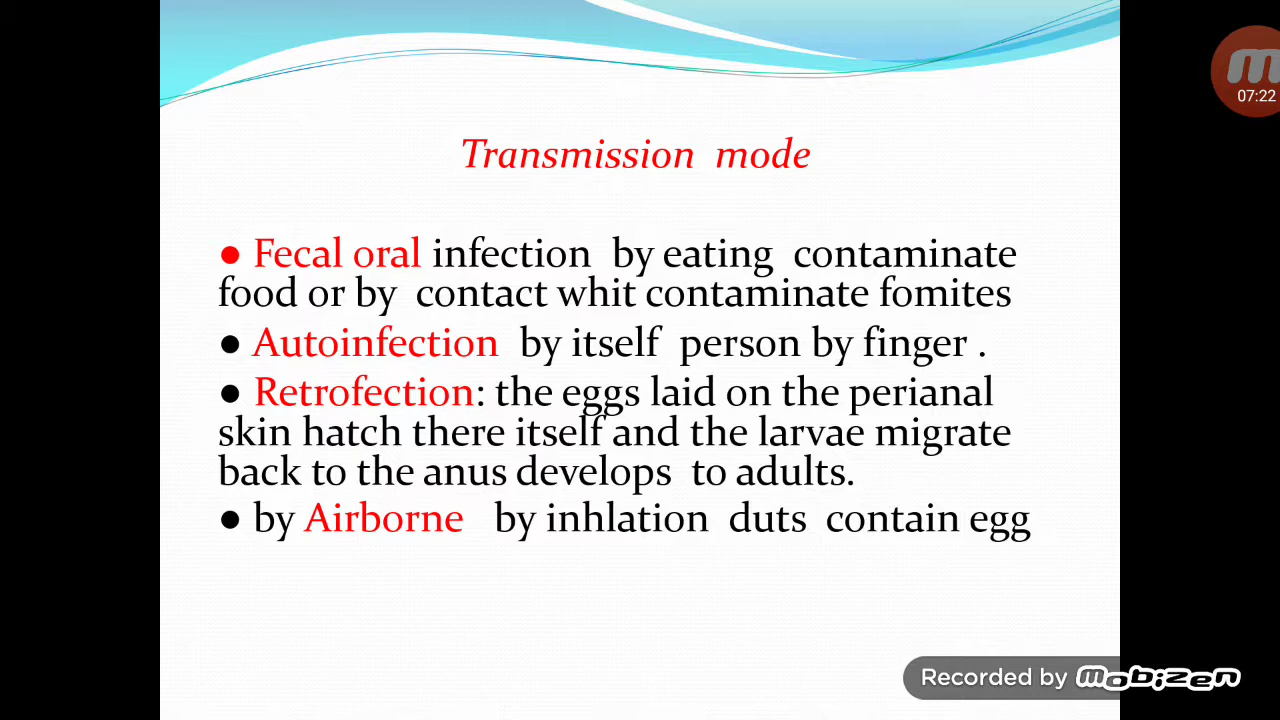 07:22
Transmission mode
● Fecal oral infection by eating contaminate
food or by contact whit contaminate fomites
● Autoinfection by itself person by finger .
● Retrofection: the eggs laid on the perianal
skin hatch there itself and the larvae migrate
back to the anus develops to adults.
● by Airborne by inhlation duts contain egg
Recorded by mobizen